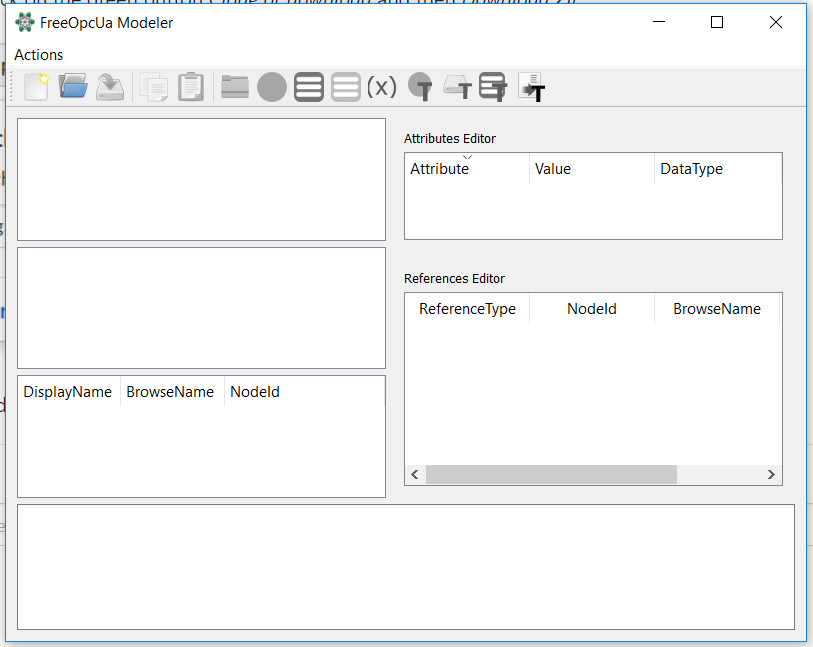 FreeOpcUa Modeler
Actions
(x) T T T T
Attributes Editor
Attribute Value DataType
References Editor
ReferenceType NodeId BrowseName
DisplayName BrowseName NodeId